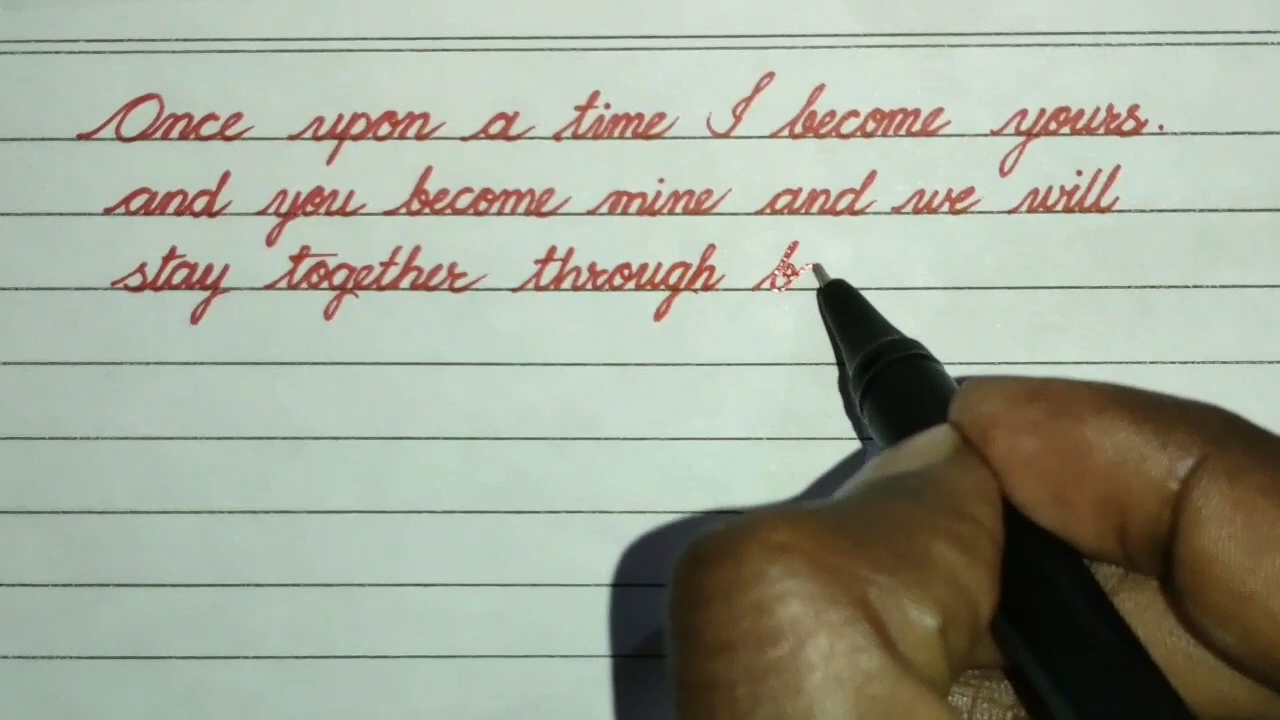 Once upon a time I become yours.
and you become mine and we will
stay together through b